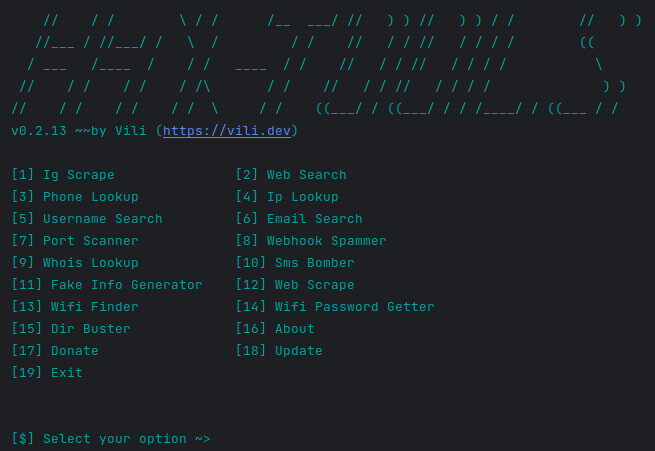 v0.2.13 ~~by Vili (https://vili.dev)
[1] Ig Scrape [2] Web Search
[3] Phone Lookup [4] Ip Lookup
[5] Username Search [6] Email Search
[7] Port Scanner [8] Webhook Spammer
[9] Whois Lookup [10] Sms Bomber
[11] Fake Info Generator [12] Web Scrape
[13] Wifi Finder [14] Wifi Password Getter
[15] Dir Buster [16] About
[17] Donate [18] Update
[19] Exit
[$] Select your option ~>